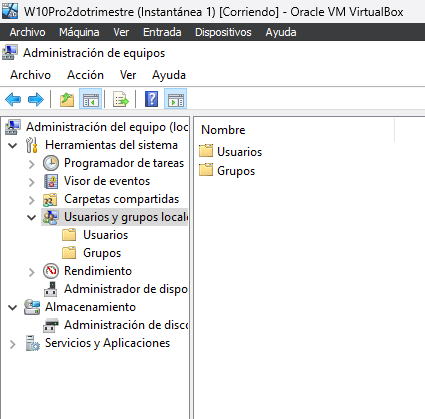 W10Pro2dotrimestre (Instantánea 1) [Corriendo] - Oracle VM VirtualBox
Archivo Máquina Ver Entrada Dispositivos Ayuda
Administración de equipos
Archivo Acción Ver Ayuda
Administración del equipo (loc
Herramientas del sistema
Programador de tareas
Visor de eventos
Carpetas compartidas
Usuarios y grupos locale
Usuarios
Grupos
Rendimiento
Administrador de dispo
Almacenamiento
Administración de disco
Servicios y Aplicaciones
Nombre
Usuarios
Grupos